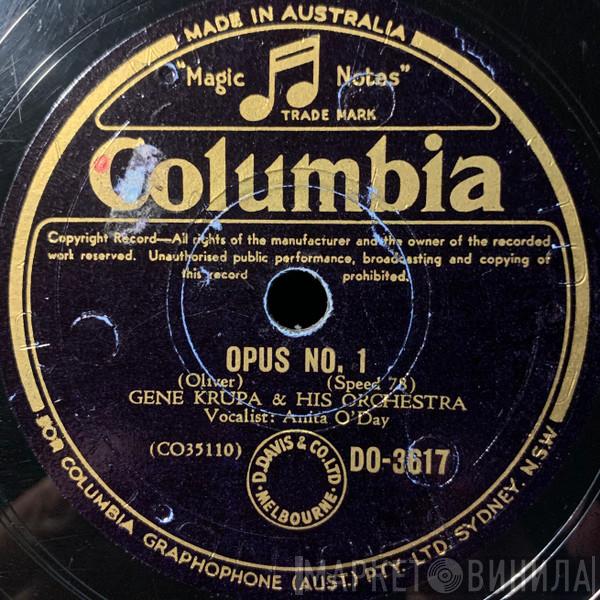 MADE IN AUSTRALIA
"Magic Notes"
TRADE MARK
Columbia
Copyright Record—All rights of the manufacturer and the owner of the recorded
work reserved. Unauthorised public performance, broadcasting and copying of
this record prohibited.
OPUS NO. 1
(Oliver) (Speed 78)
GENE KRUPA & HIS ORCHESTRA
Vocalist: Anita O'Day
(CO35110)
D. DAVIS & CO. LTD.
MELBOURNE
DO-3617
FOR COLUMBIA GRAPHOPHONE (AUST.) PTY. LTD. SYDNEY. N.S.W.
МАРКЕТ ВИНИЛА